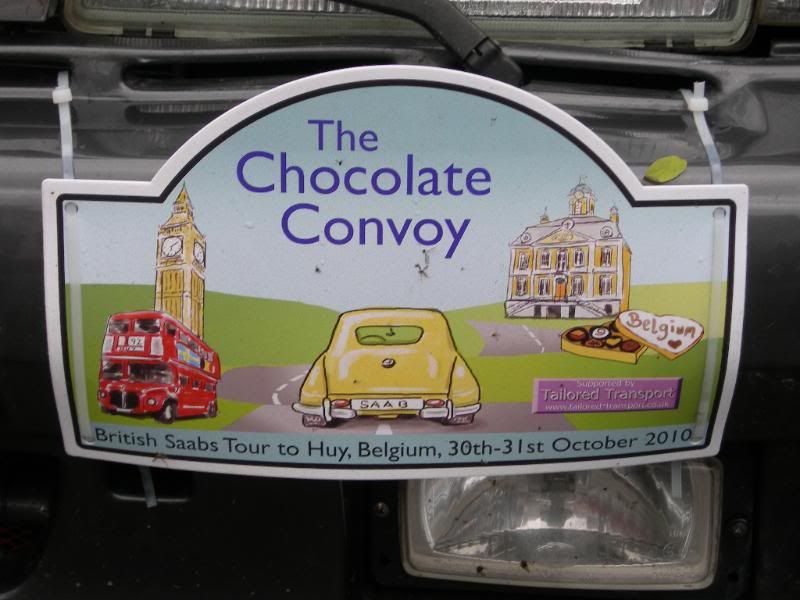 The
Chocolate
Convoy
Belgium
SAAB
Supported by
Tailored Transport
www.tailored-transport.co.uk
British Saabs Tour to Huy, Belgium, 30th-31st October 2010